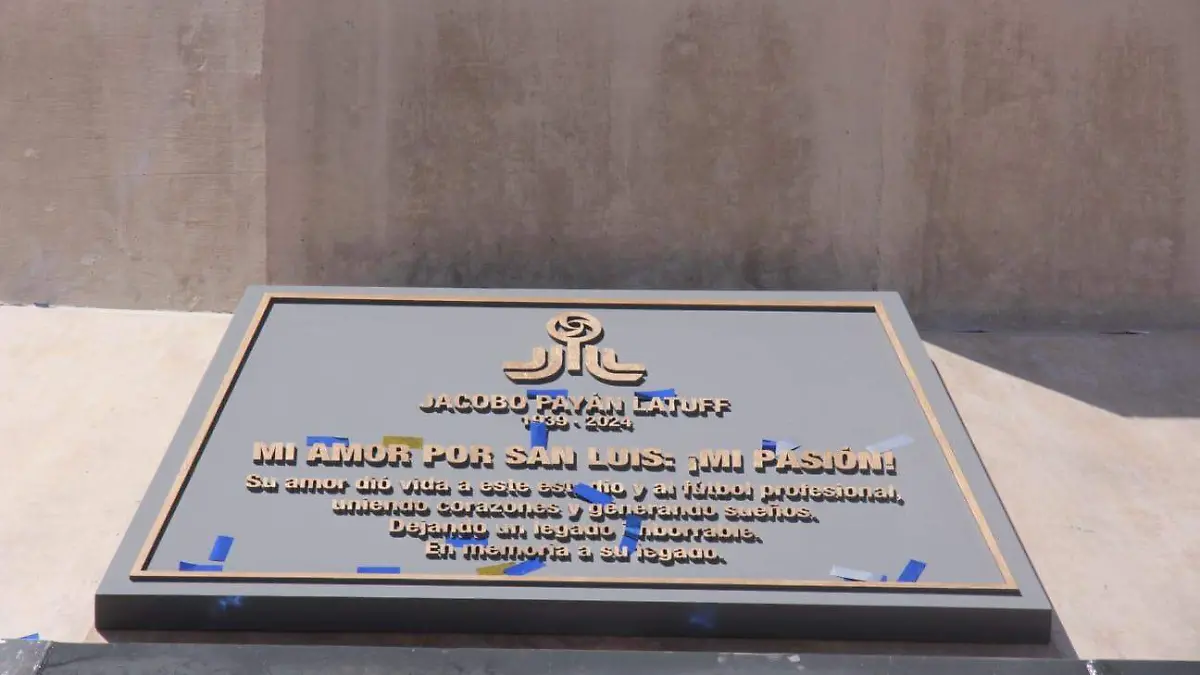 JACOBO PAYÁN LATUFF
1939 - 2024
MI AMOR POR SAN LUIS: ¡MI PASIÓN!
Su amor dió vida a este estadio y al fútbol profesional,
uniendo corazones y generando sueños.
Dejando un legado imborrable.
En memoria a su legado.